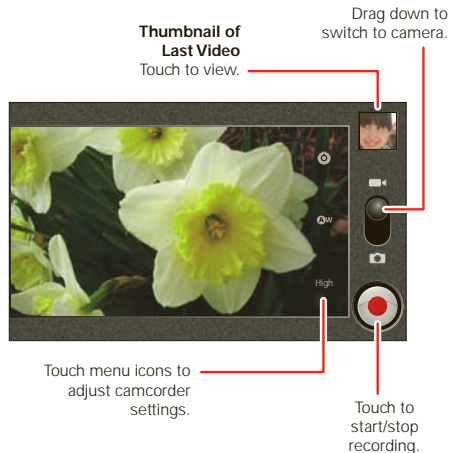 Drag down to
switch to camera.
Thumbnail of
Last Video
Touch to view.
AW
High
Touch menu icons to
adjust camcorder
settings.
Touch to
start/stop
recording.